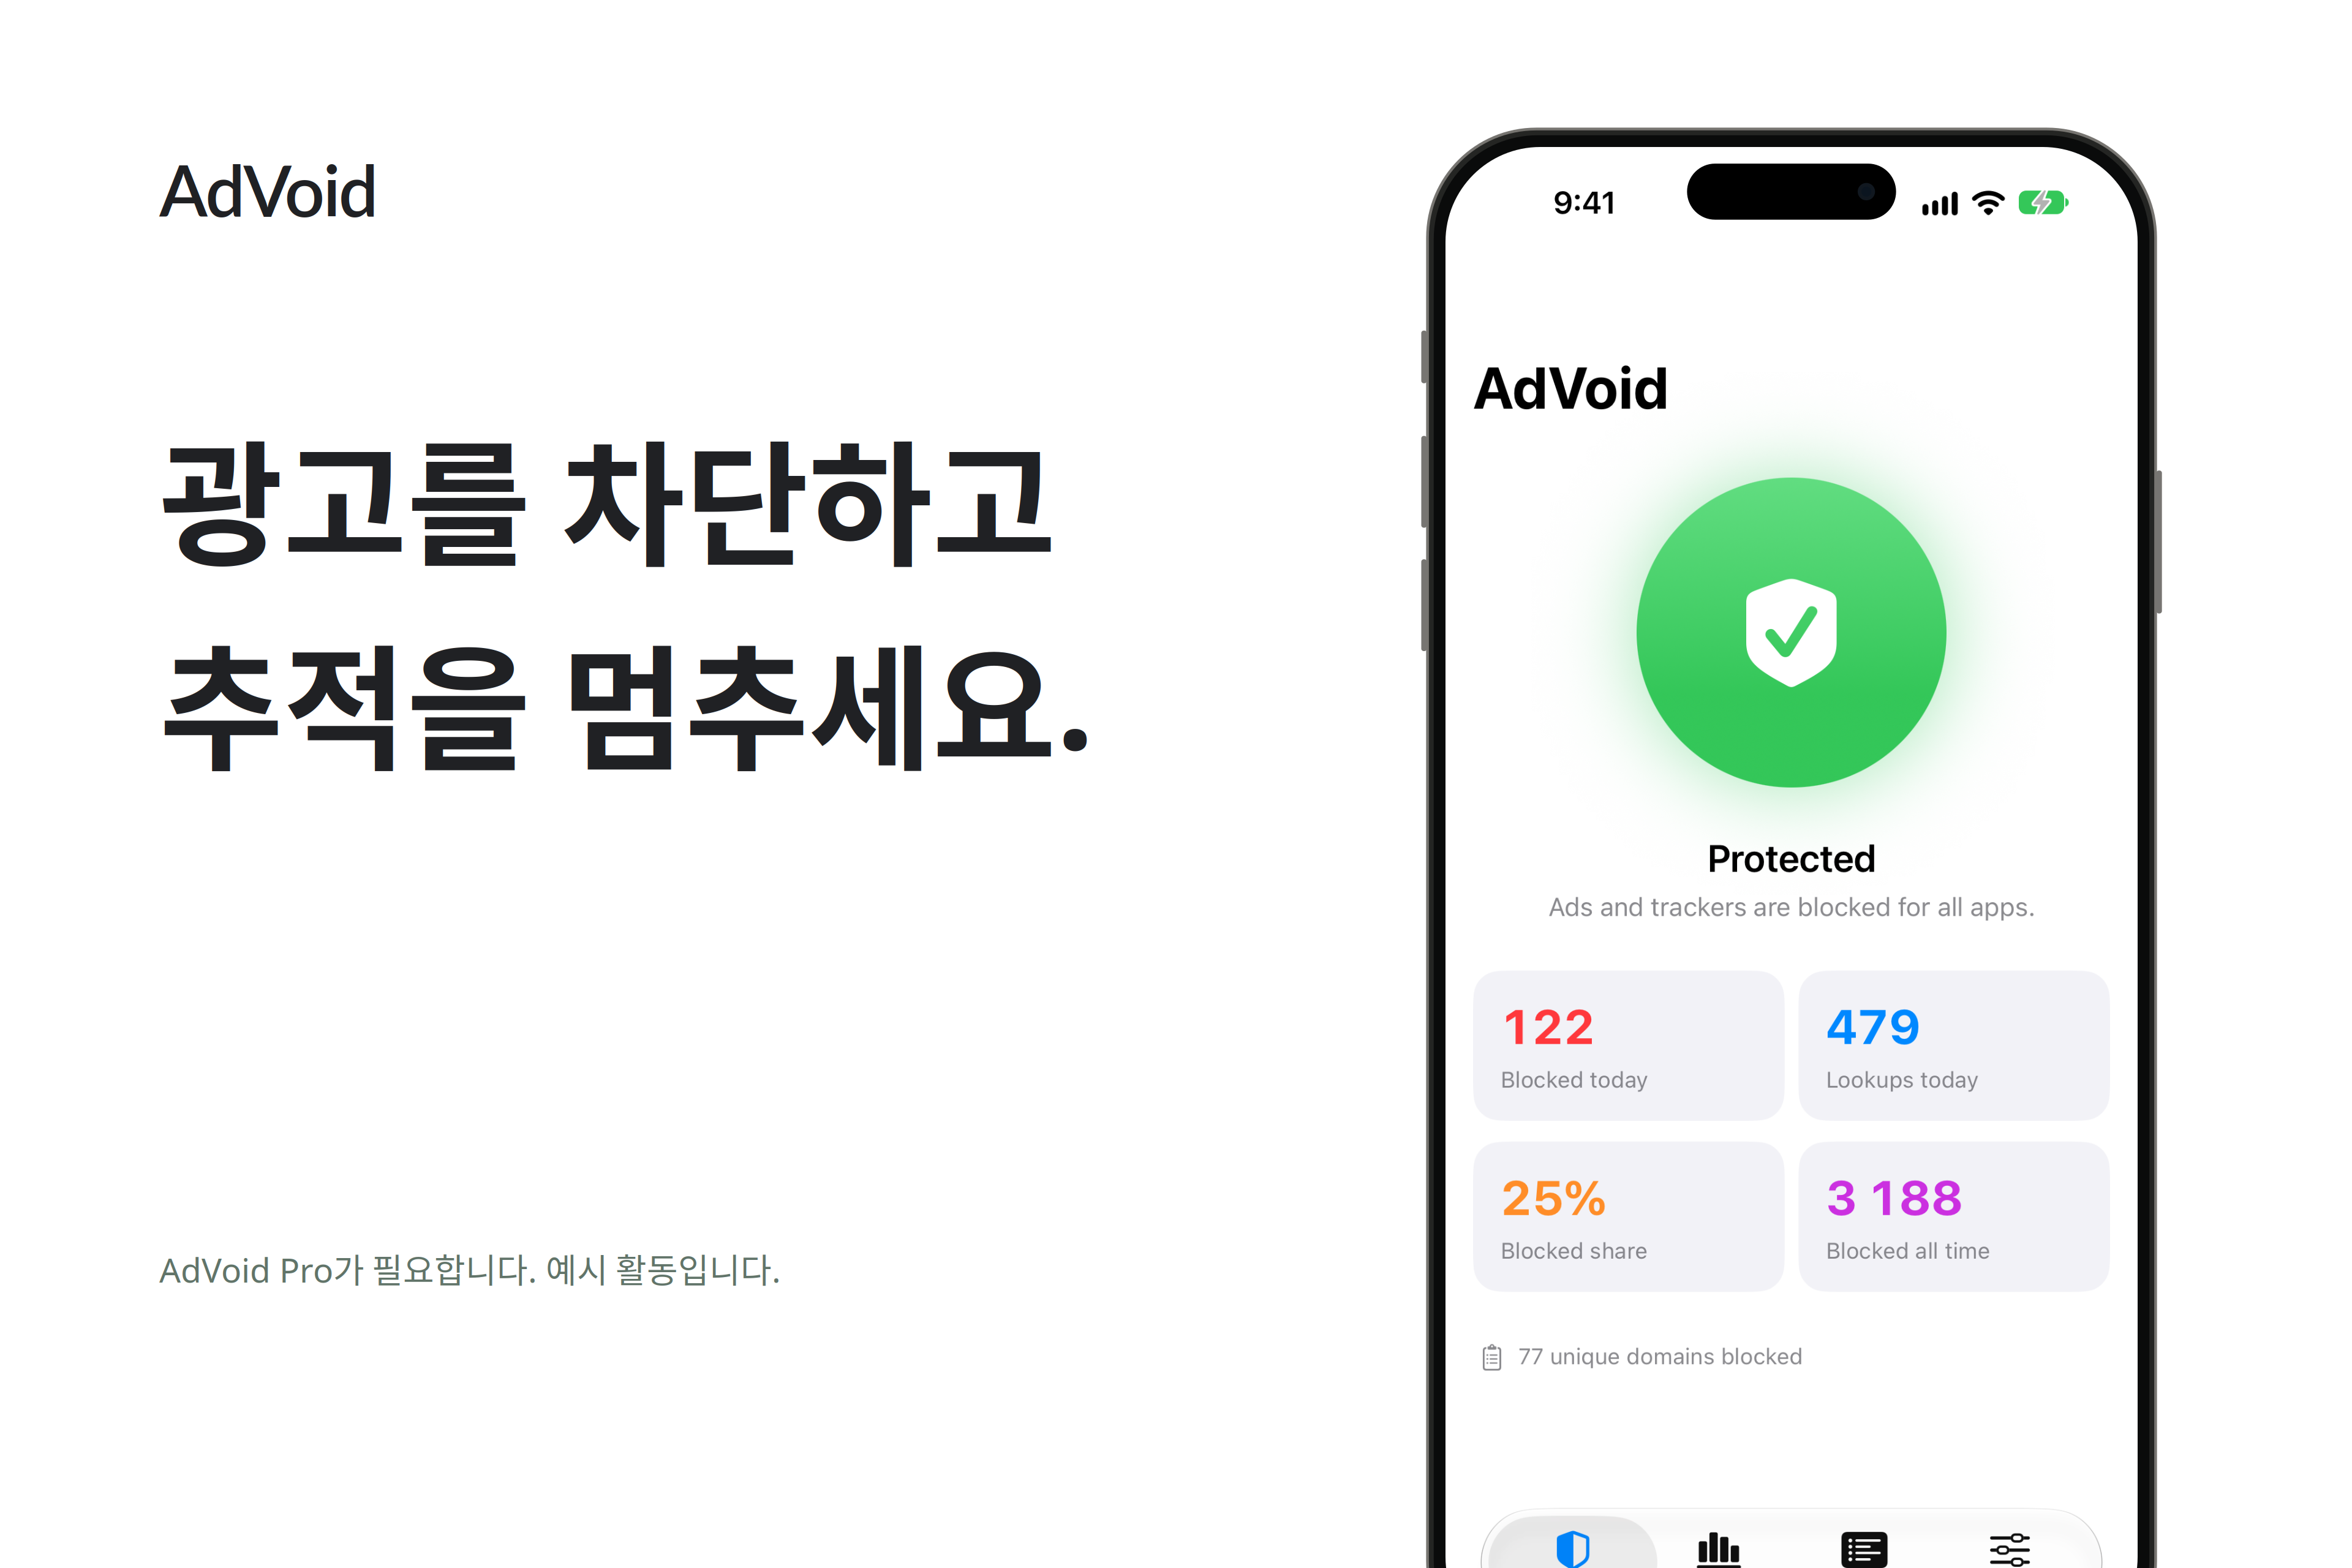 AdVoid
광고를 차단하고
추적을 멈추세요.
AdVoid Pro가 필요합니다. 예시 활동입니다.
9:41
AdVoid
Protected
Ads and trackers are blocked for all apps.
122
Blocked today
479
Lookups today
25%
Blocked share
3 188
Blocked all time
77 unique domains blocked